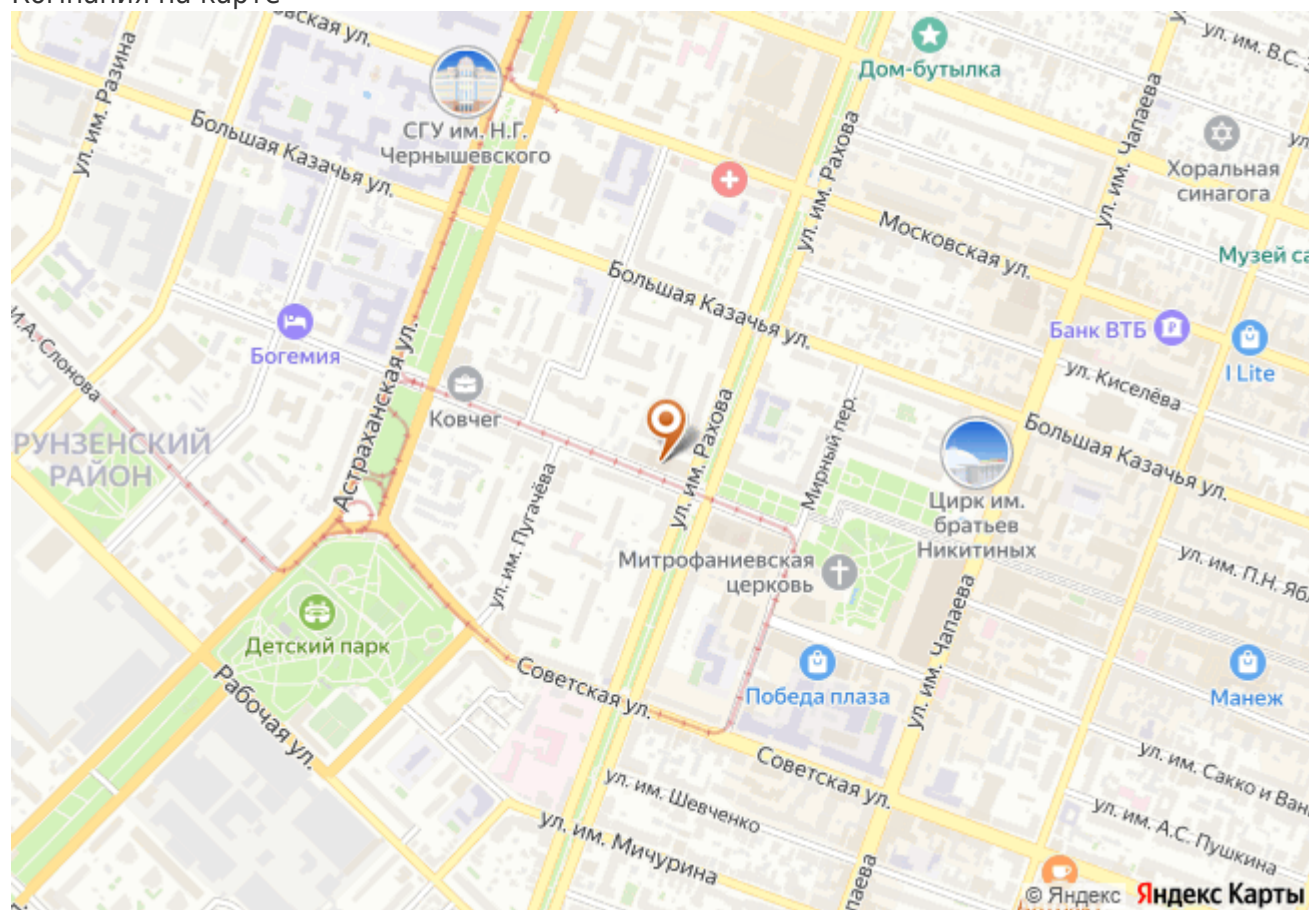 Компания на карте
ул. им. В.С. З
ул. им. Разина
Дом-бутылка
СГУ им. Н.Г.
Чернышевского
Большая Казачья ул.
ул. им. Рахова
ул. им. Чапаева
Хоральная
синагога
Московская ул.
Музей са
Большая Казачья ул.
Банк ВТБ
I Lite
Богемия
И.А. Слонова
Астраханская ул.
Ковчег
ул. им. Рахова
Мирный пер.
ул. Киселёва
Большая Казачья ул.
РУНЗЕНСКИЙ
РАЙОН
Цирк им.
братьев
Никитиных
ул. им. Пугачёва
Митрофаниевская
церковь
ул. им. П.Н. Ябл
Детский парк
ул. им. Чапаева
Победа плаза
Манеж
Рабочая ул.
Советская ул.
Советская ул.
ул. им. Сакко и Ван
ул. им. Шевченко
ул. им. А.С. Пушкина
ул. им. Мичурина
паева
© Яндекс Яндекс Карты